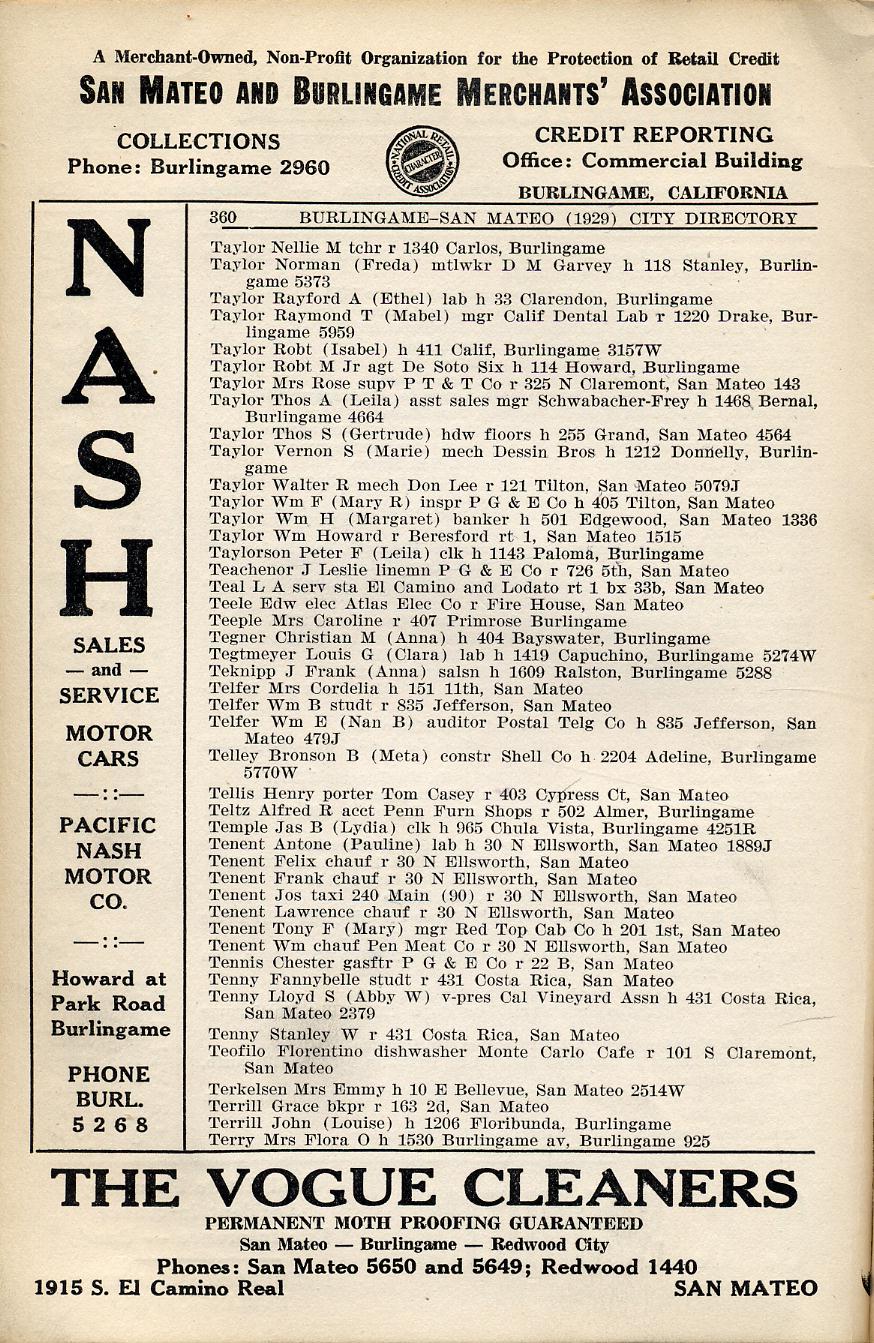 A Merchant-Owned, Non-Profit Organization for the Protection of Retail Credit
SAN MATEO AND BURLINGAME MERCHANTS' ASSOCIATION
COLLECTIONS
Phone: Burlingame 2960
NATIONAL RETAIL
CHARACTER
CREDIT ASSOCIATION
CREDIT REPORTING
Office: Commercial Building
BURLINGAME, CALIFORNIA
NASH
SALES
— and —
SERVICE
MOTOR
CARS
—::—
PACIFIC
NASH
MOTOR
CO.
—::—
Howard at
Park Road
Burlingame
PHONE
BURL.
5268
360 BURLINGAME–SAN MATEO (1929) CITY DIRECTORY
Taylor Nellie M tchr r 1340 Carlos, Burlingame
Taylor Norman (Freda) mtlwkr D M Garvey h 118 Stanley, Burlin-
game 5373
Taylor Rayford A (Ethel) lab h 33 Clarendon, Burlingame
Taylor Raymond T (Mabel) mgr Calif Dental Lab r 1220 Drake, Bur-
lingame 5959
Taylor Robt (Isabel) h 411 Calif, Burlingame 3157W
Taylor Robt M Jr agt De Soto Six h 114 Howard, Burlingame
Taylor Mrs Rose supv P T & T Co r 325 N Claremont, San Mateo 143
Taylor Thos A (Leila) asst sales mgr Schwabacher-Frey h 1468 Bernal,
Burlingame 4664
Taylor Thos S (Gertrude) hdw floors h 255 Grand, San Mateo 4564
Taylor Vernon S (Marie) mech Dessin Bros h 1212 Donnelly, Burlin-
game
Taylor Walter R mech Don Lee r 121 Tilton, San Mateo 5079J
Taylor Wm F (Mary R) inspr P G & E Co h 405 Tilton, San Mateo
Taylor Wm H (Margaret) banker h 501 Edgewood, San Mateo 1336
Taylor Wm Howard r Beresford rt 1, San Mateo 1515
Taylorson Peter F (Leila) clk h 1143 Paloma, Burlingame
Teachenor J Leslie linemn P G & E Co r 726 5th, San Mateo
Teal L A serv sta El Camino and Lodato rt 1 bx 33b, San Mateo
Teele Edw elec Atlas Elec Co r Fire House, San Mateo
Teeple Mrs Caroline r 407 Primrose Burlingame
Tegner Christian M (Anna) h 404 Bayswater, Burlingame
Tegtmeyer Louis G (Clara) lab h 1419 Capuchino, Burlingame 5274W
Teknipp J Frank (Anna) salsn h 1609 Ralston, Burlingame 5288
Telfer Mrs Cordelia h 151 11th, San Mateo
Telfer Wm B studt r 835 Jefferson, San Mateo
Telfer Wm E (Nan B) auditor Postal Telg Co h 835 Jefferson, San
Mateo 479J
Telley Bronson B (Meta) constr Shell Co h 2204 Adeline, Burlingame
5770W
Tellis Henry porter Tom Casey r 403 Cypress Ct, San Mateo
Teltz Alfred R acct Penn Furn Shops r 502 Almer, Burlingame
Temple Jas B (Lydia) clk h 965 Chula Vista, Burlingame 4251R
Tenent Antone (Pauline) lab h 30 N Ellsworth, San Mateo 1889J
Tenent Felix chauf r 30 N Ellsworth, San Mateo
Tenent Frank chauf r 30 N Ellsworth, San Mateo
Tenent Jos taxi 240 Main (90) r 30 N Ellsworth, San Mateo
Tenent Lawrence chauf r 30 N Ellsworth, San Mateo
Tenent Tony F (Mary) mgr Red Top Cab Co h 201 1st, San Mateo
Tenent Wm chauf Pen Meat Co r 30 N Ellsworth, San Mateo
Tennis Chester gasftr P G & E Co r 22 B, San Mateo
Tenny Fannybelle studt r 431 Costa Rica, San Mateo
Tenny Lloyd S (Abby W) v-pres Cal Vineyard Assn h 431 Costa Rica,
San Mateo 2379
Tenny Stanley W r 431 Costa Rica, San Mateo
Teofilo Florentino dishwasher Monte Carlo Cafe r 101 S Claremont,
San Mateo
Terkelsen Mrs Emmy h 10 E Bellevue, San Mateo 2514W
Terrill Grace bkpr r 163 2d, San Mateo
Terrill John (Louise) h 1206 Floribunda, Burlingame
Terry Mrs Flora O h 1530 Burlingame av, Burlingame 925
THE VOGUE CLEANERS
PERMANENT MOTH PROOFING GUARANTEED
San Mateo — Burlingame — Redwood City
Phones: San Mateo 5650 and 5649; Redwood 1440
1915 S. El Camino Real SAN MATEO